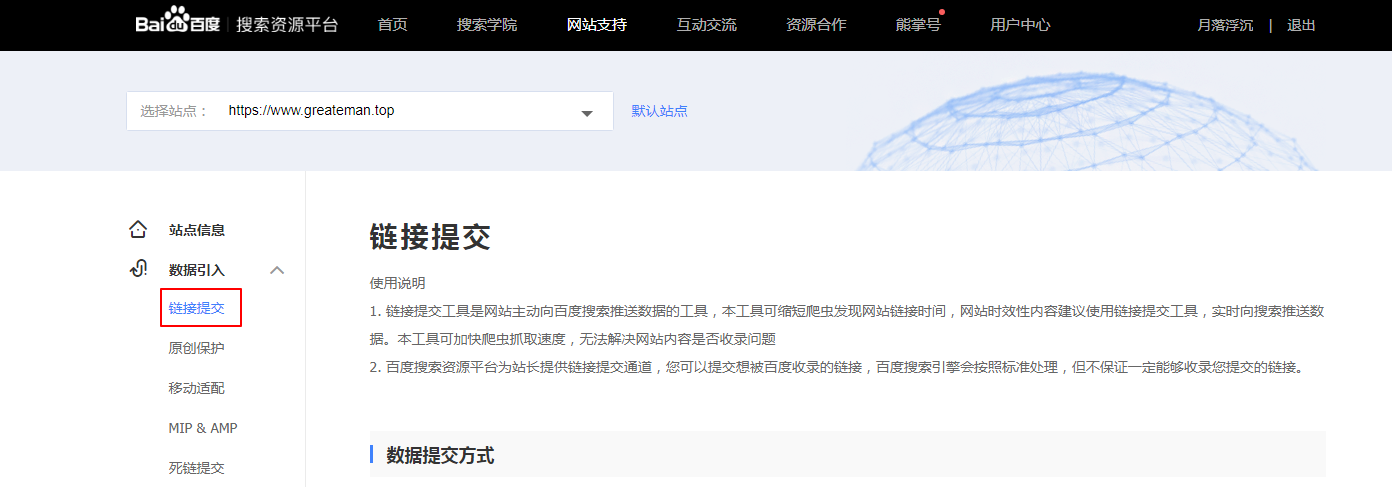 Bai du 百度 | 搜索资源平台 首页 搜索学院 网站支持 互动交流 资源合作 熊掌号 用户中心 月落浮沉 | 退出
选择站点： https://www.greateman.top 默认站点
站点信息
数据引入
链接提交
原创保护
移动适配
MIP & AMP
死链提交
链接提交
使用说明
1. 链接提交工具是网站主动向百度搜索推送数据的工具，本工具可缩短爬虫发现网站链接时间，网站时效性内容建议使用链接提交工具，实时向搜索推送数
据。本工具可加快爬虫抓取速度，无法解决网站内容是否收录问题
2. 百度搜索资源平台为站长提供链接提交通道，您可以提交想被百度收录的链接，百度搜索引擎会按照标准处理，但不保证一定能够收录您提交的链接。
数据提交方式